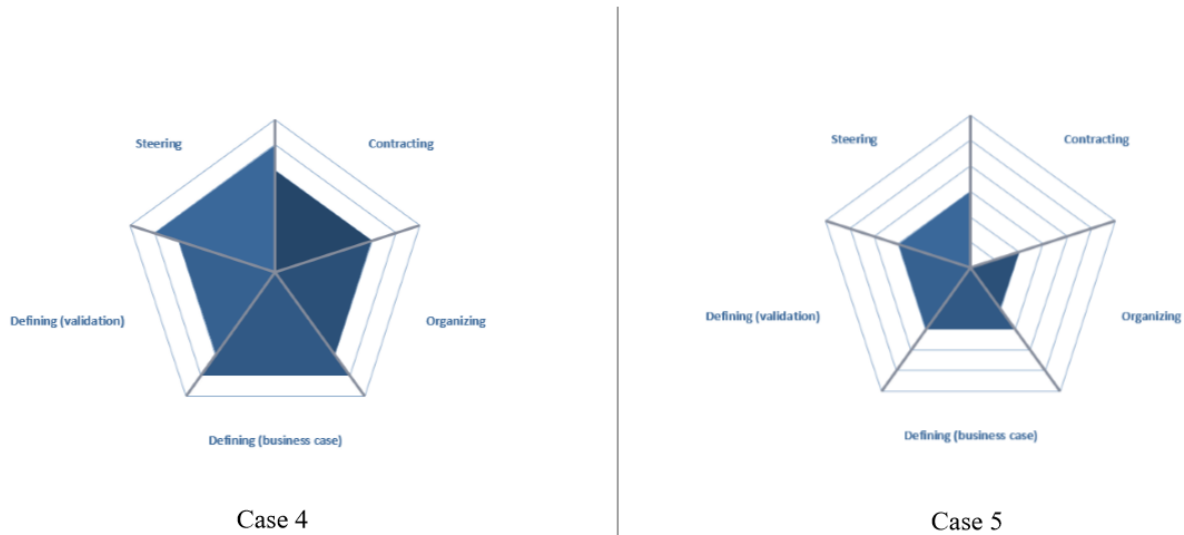 Steering
Contracting
Defining (validation)
Organizing
Defining (business case)
Case 4
Steering
Contracting
Defining (validation)
Organizing
Defining (business case)
Case 5